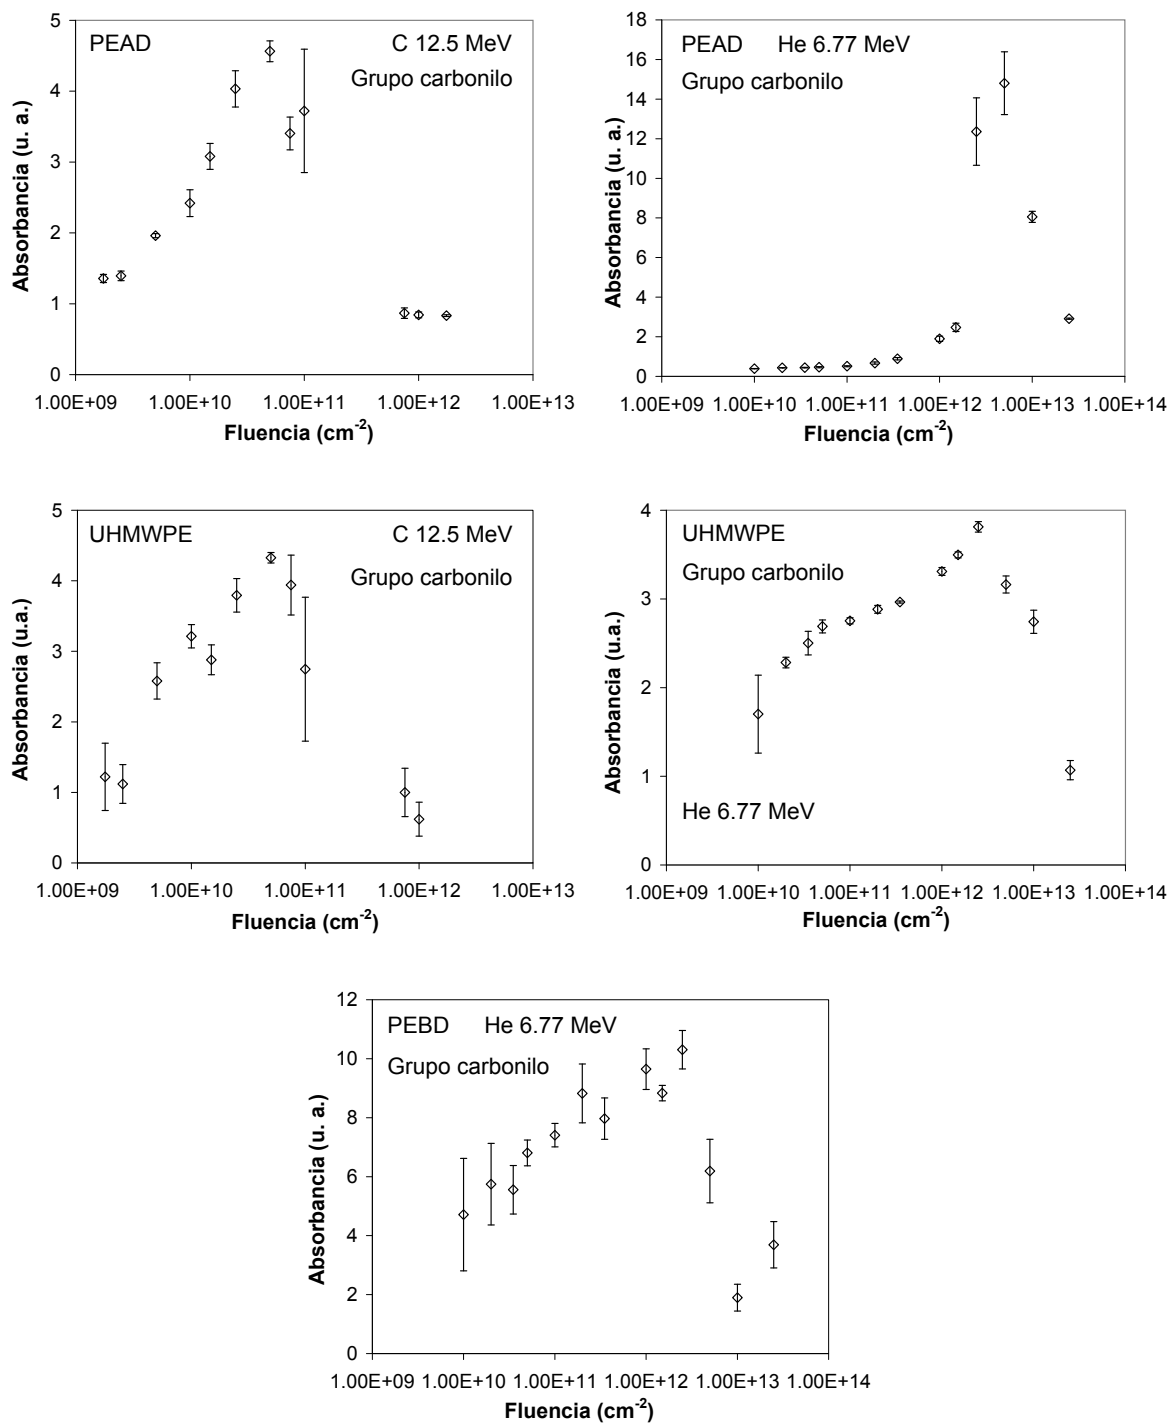 5
PEAD C 12.5 MeV
Grupo carbonilo
4
3
2
1
0
Absorbancia (u. a.)
1.00E+09 1.00E+10 1.00E+11 1.00E+12 1.00E+13
Fluencia (cm-2)
18
PEAD He 6.77 MeV
16
Grupo carbonilo
14
12
10
8
6
4
2
0
Absorbancia (u. a.)
1.00E+09 1.00E+10 1.00E+11 1.00E+12 1.00E+13 1.00E+14
Fluencia (cm-2)
5
UHMWPE C 12.5 MeV
Grupo carbonilo
4
3
2
1
0
Absorbancia (u.a.)
1.00E+09 1.00E+10 1.00E+11 1.00E+12 1.00E+13
Fluencia (cm-2)
4
UHMWPE
Grupo carbonilo
3
2
1
He 6.77 MeV
0
Absorbancia (u.a.)
1.00E+09 1.00E+10 1.00E+11 1.00E+12 1.00E+13 1.00E+14
Fluencia (cm-2)
12
PEBD He 6.77 MeV
10
Grupo carbonilo
8
6
4
2
0
Absorbancia (u. a.)
1.00E+09 1.00E+10 1.00E+11 1.00E+12 1.00E+13 1.00E+14
Fluencia (cm-2)